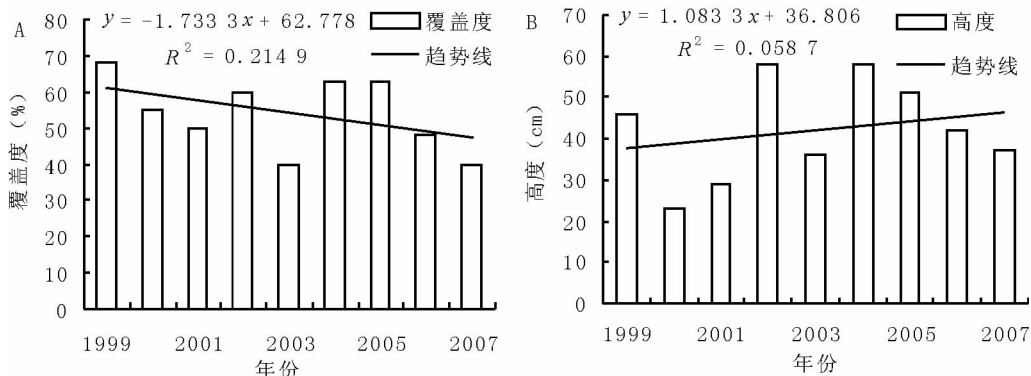 A
y = -1.733 3x + 62.778
R² = 0.214 9
覆盖度
趋势线
覆盖度（%）
80
70
60
50
40
30
20
10
0
1999 2001 2003 2005 2007
年份
B
y = 1.083 3x + 36.806
R² = 0.058 7
高度
趋势线
高度（cm）
60
50
40
30
20
10
0
1999 2001 2003 2005 2007
年份